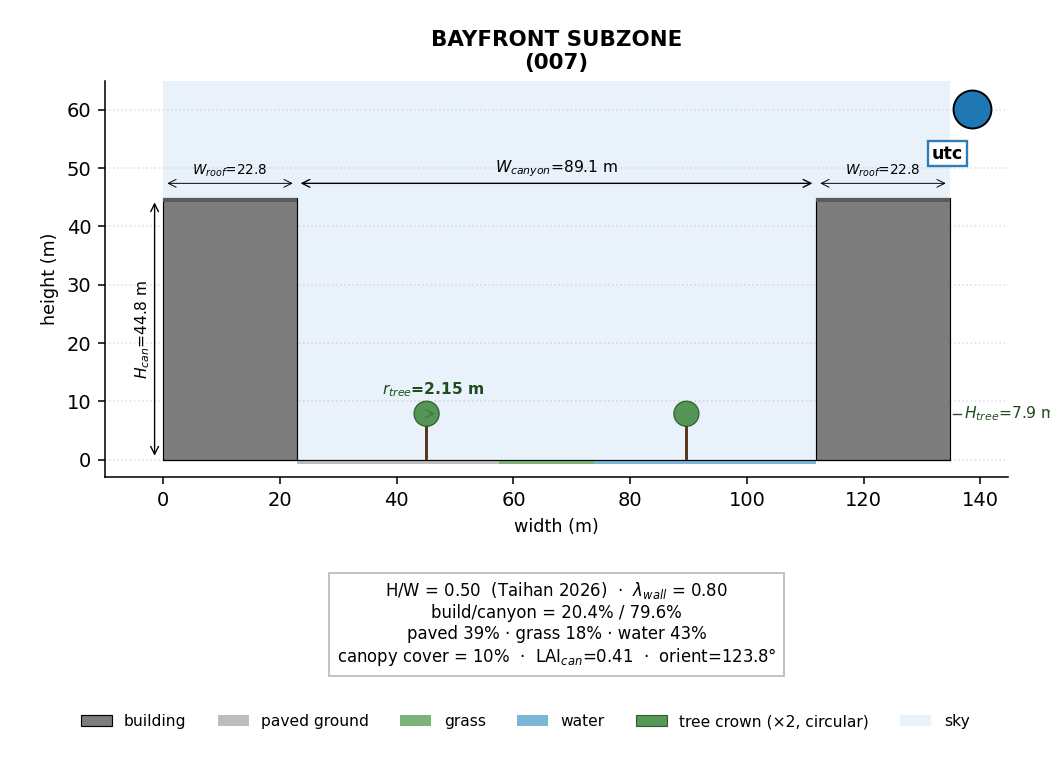 BAYFRONT SUBZONE
(007)
60
50
40
30
20
10
0
height (m)
utc
W_roof=22.8
W_canyon=89.1 m
W_roof=22.8
H_can=44.8 m
r_tree=2.15 m
H_tree=7.9 m
0 20 40 60 80 100 120 140
width (m)
H/W = 0.50 (Taihan 2026) · λ_wall = 0.80
build/canyon = 20.4% / 79.6%
paved 39% · grass 18% · water 43%
canopy cover = 10% · LAI_can=0.41 · orient=123.8°
building paved ground grass water tree crown (×2, circular) sky